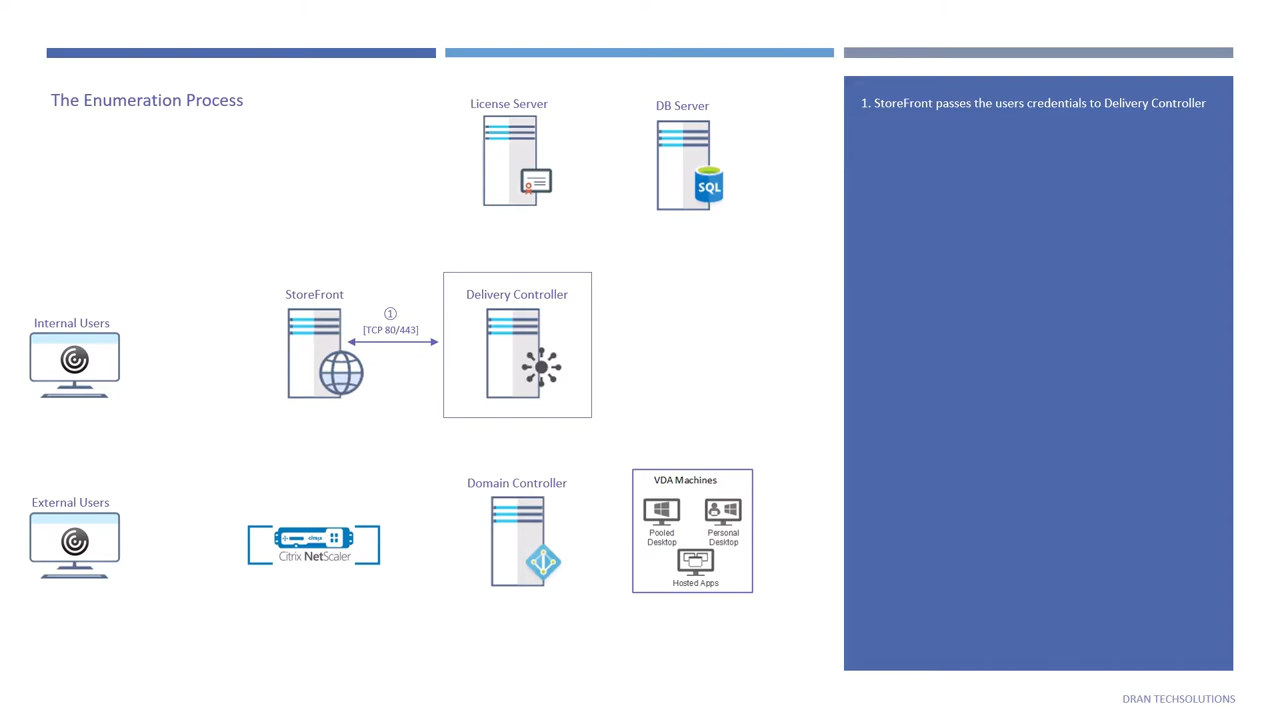 The Enumeration Process
License Server
DB Server
SQL
1. StoreFront passes the users credentials to Delivery Controller
StoreFront
①
[TCP 80/443]
Delivery Controller
Internal Users
External Users
citrix
Citrix NetScaler
Domain Controller
VDA Machines
Pooled
Desktop
Personal
Desktop
Hosted Apps
DRAN TECHSOLUTIONS